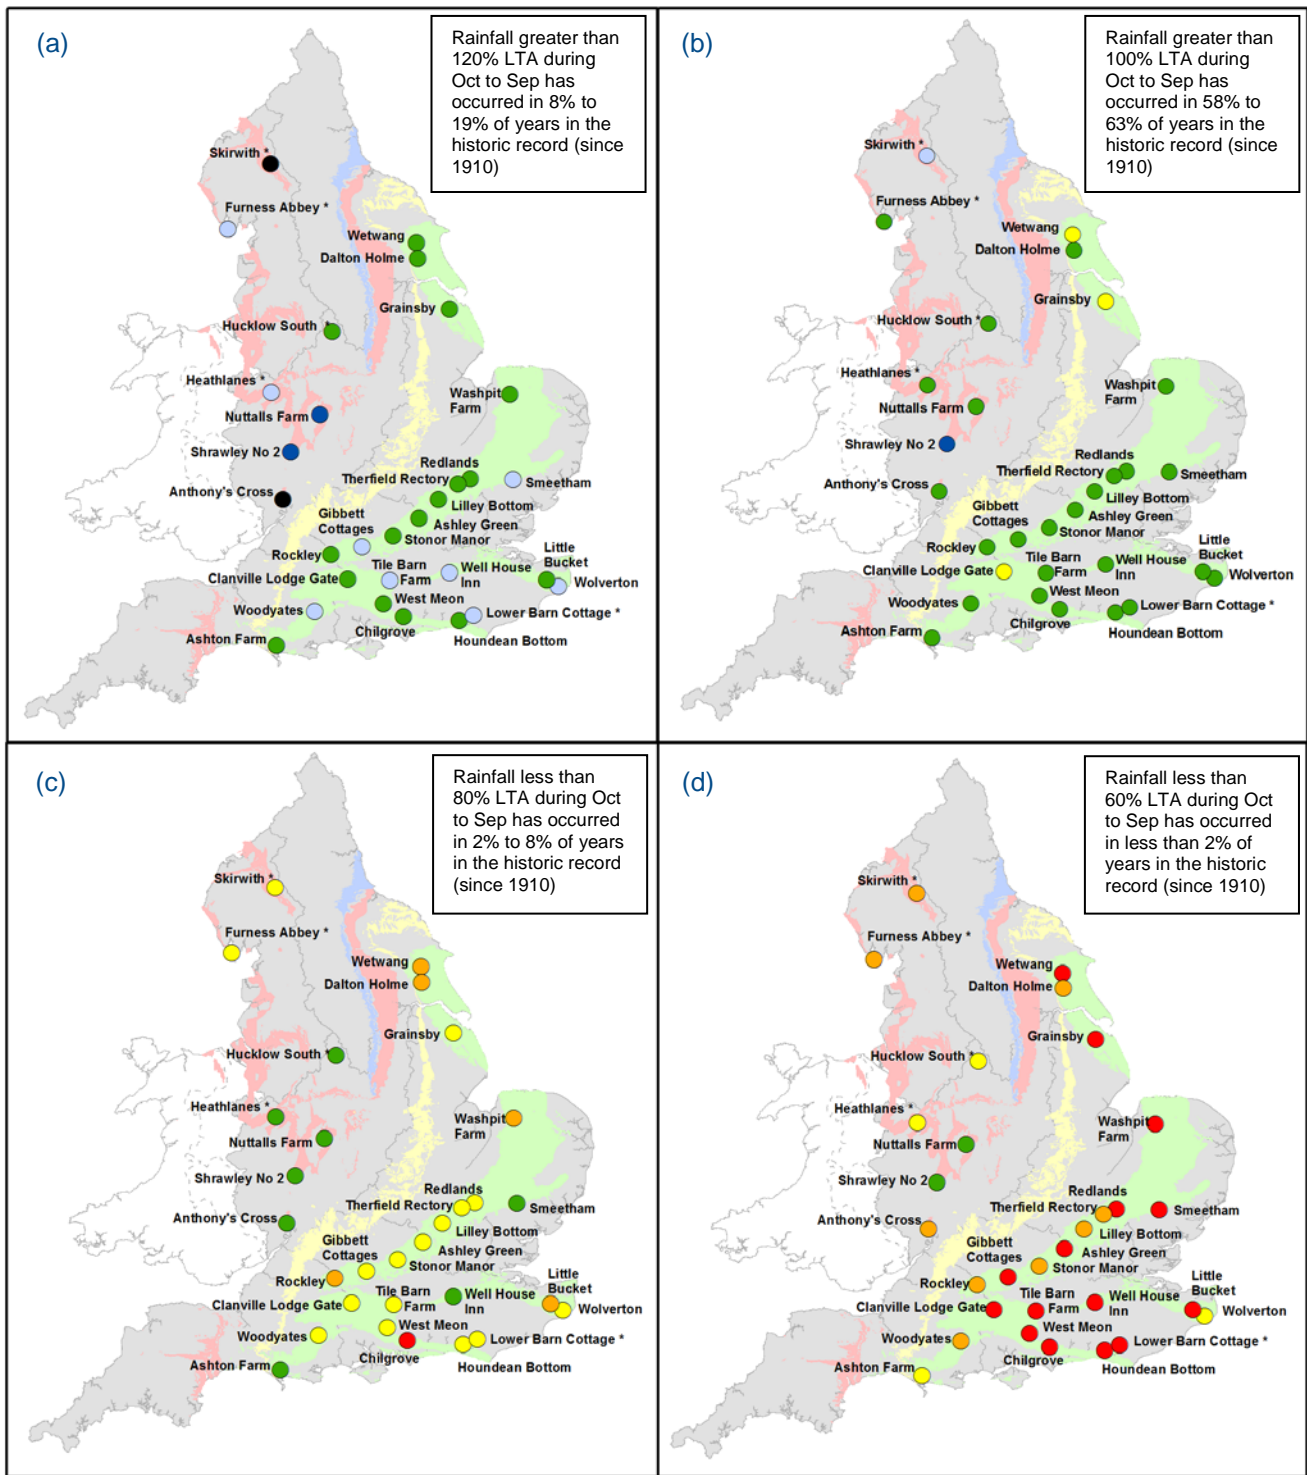 (a)
Rainfall greater than
120% LTA during
Oct to Sep has
occurred in 8% to
19% of years in the
historic record (since
1910)
Skirwith *
Furness Abbey *
Wetwang
Dalton Holme
Grainsby
Hucklow South *
Heathlanes *
Nuttalls Farm
Washpit
Farm
Shrawley No 2
Redlands
Therfield Rectory
Smeetham
Anthony's Cross
Lilley Bottom
Gibbett
Cottages
Ashley Green
Stonor Manor
Rockley
Little
Bucket
Tile Barn
Farm
Well House
Inn
Clanville Lodge Gate
Wolverton
West Meon
Woodyates
Lower Barn Cottage *
Chilgrove
Ashton Farm
Houndean Bottom
(b)
Rainfall greater than
100% LTA during
Oct to Sep has
occurred in 58% to
63% of years in the
historic record (since
1910)
Skirwith *
Furness Abbey *
Wetwang
Dalton Holme
Grainsby
Hucklow South *
Heathlanes *
Nuttalls Farm
Washpit
Farm
Shrawley No 2
Redlands
Therfield Rectory
Smeetham
Anthony's Cross
Lilley Bottom
Gibbett
Cottages
Ashley Green
Stonor Manor
Rockley
Little
Bucket
Tile Barn
Farm
Well House
Inn
Clanville Lodge Gate
Wolverton
West Meon
Woodyates
Lower Barn Cottage *
Chilgrove
Ashton Farm
Houndean Bottom
(c)
Rainfall less than
80% LTA during Oct
to Sep has occurred
in 2% to 8% of years
in the historic record
(since 1910)
Skirwith *
Furness Abbey *
Wetwang
Dalton Holme
Grainsby
Hucklow South *
Heathlanes *
Nuttalls Farm
Washpit
Farm
Shrawley No 2
Redlands
Therfield Rectory
Smeetham
Anthony's Cross
Lilley Bottom
Gibbett
Cottages
Ashley Green
Stonor Manor
Rockley
Little
Bucket
Tile Barn
Farm
Well House
Inn
Clanville Lodge Gate
Wolverton
West Meon
Woodyates
Lower Barn Cottage *
Chilgrove
Ashton Farm
Houndean Bottom
(d)
Rainfall less than
60% LTA during Oct
to Sep has occurred
in less than 2% of
years in the historic
record (since 1910)
Skirwith *
Furness Abbey *
Wetwang
Dalton Holme
Grainsby
Hucklow South *
Heathlanes *
Nuttalls Farm
Washpit
Farm
Shrawley No 2
Redlands
Therfield Rectory
Smeetham
Anthony's Cross
Lilley Bottom
Gibbett
Cottages
Ashley Green
Stonor Manor
Rockley
Little
Bucket
Tile Barn
Farm
Well House
Inn
Clanville Lodge Gate
Wolverton
West Meon
Woodyates
Lower Barn Cottage *
Chilgrove
Ashton Farm
Houndean Bottom